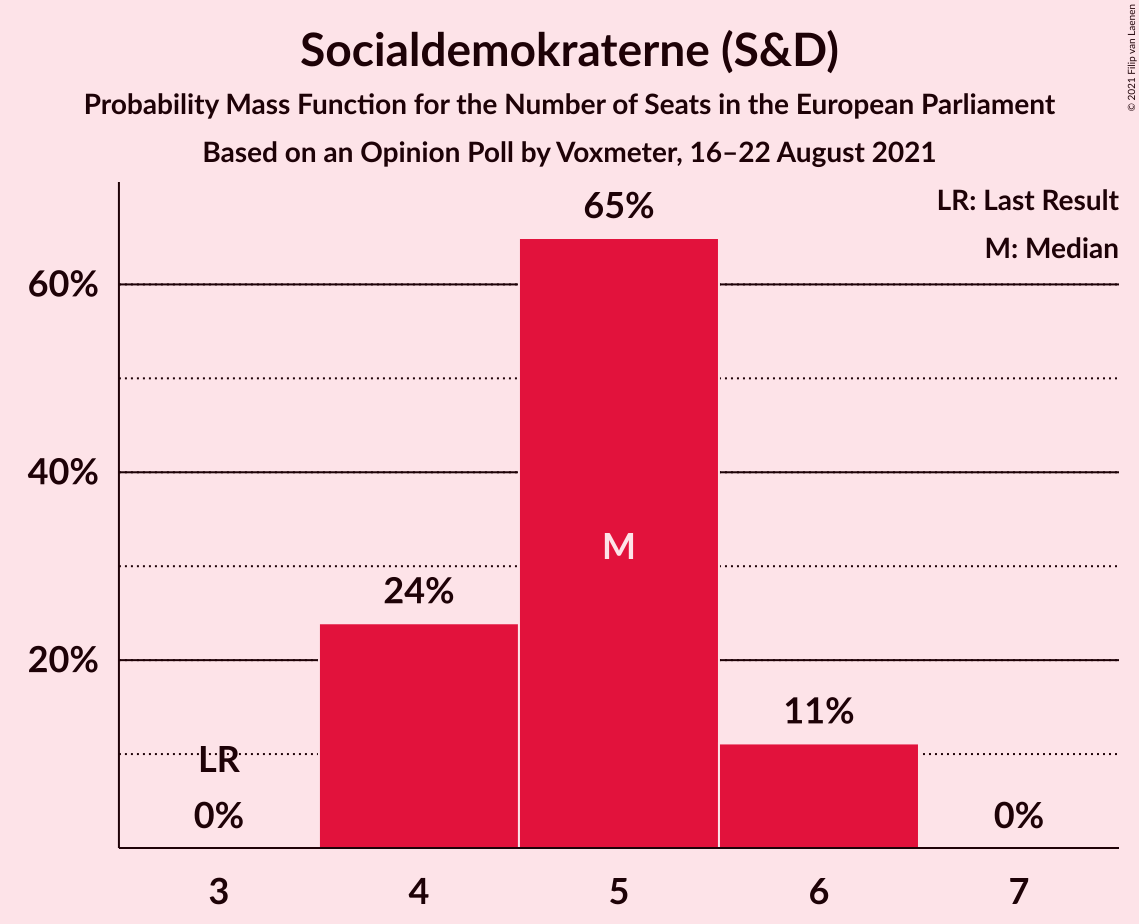 Socialdemokraterne (S&D)
Probability Mass Function for the Number of Seats in the European Parliament
Based on an Opinion Poll by Voxmeter, 16–22 August 2021
© 2021 Filip van Laenen
LR: Last Result
M: Median
65%
60%
40%
M
24%
20%
11%
LR
0%
0%
3
4
5
6
7